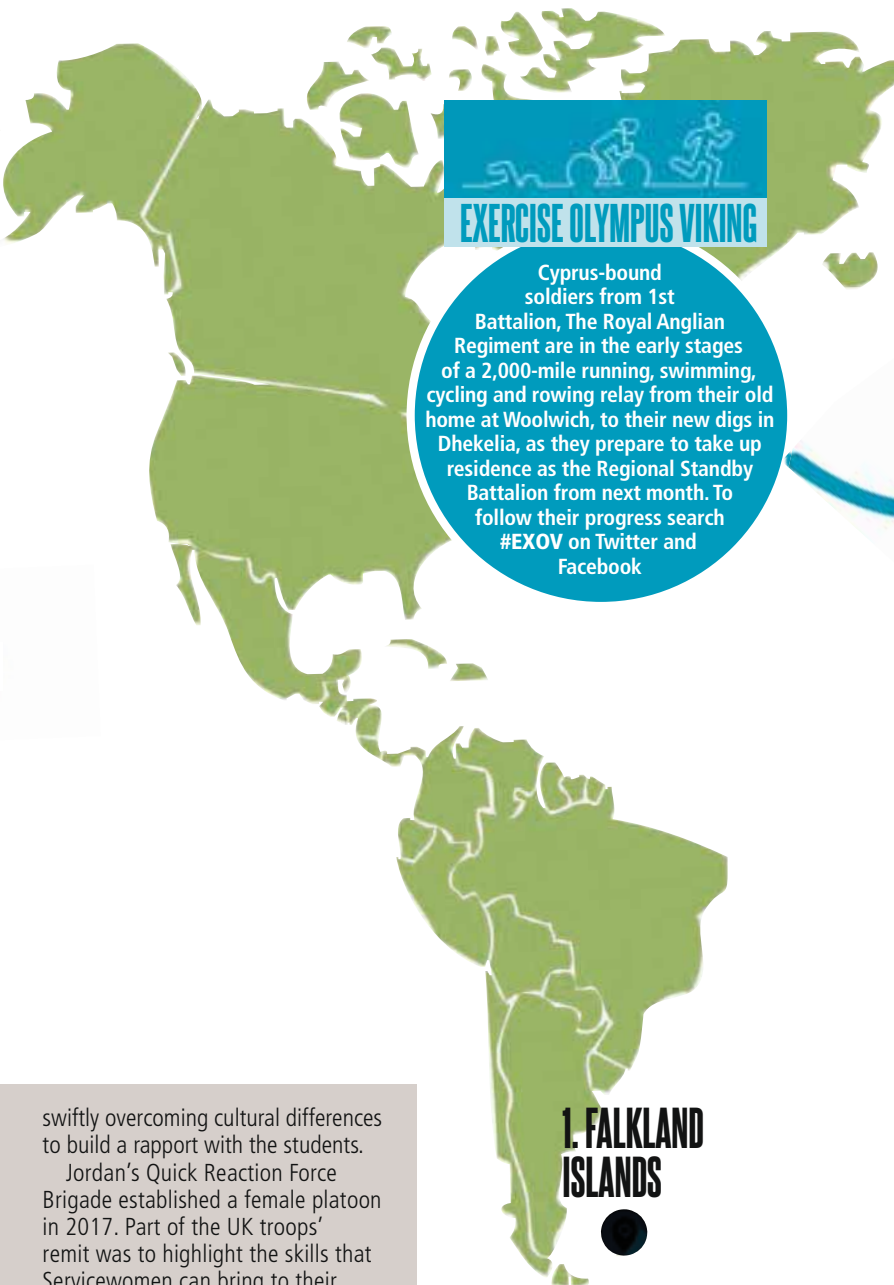 EXERCISE OLYMPUS VIKING
Cyprus-bound
soldiers from 1st
Battalion, The Royal Anglian
Regiment are in the early stages
of a 2,000-mile running, swimming,
cycling and rowing relay from their old
home at Woolwich, to their new digs in
Dhekelia, as they prepare to take up
residence as the Regional Standby
Battalion from next month. To
follow their progress search
#EXOV on Twitter and
Facebook
1. FALKLAND
ISLANDS
swiftly overcoming cultural differences
to build a rapport with the students.
Jordan's Quick Reaction Force
Brigade established a female platoon
in 2017. Part of the UK troops'
remit was to highlight the skills that
Servicewomen can bring to their